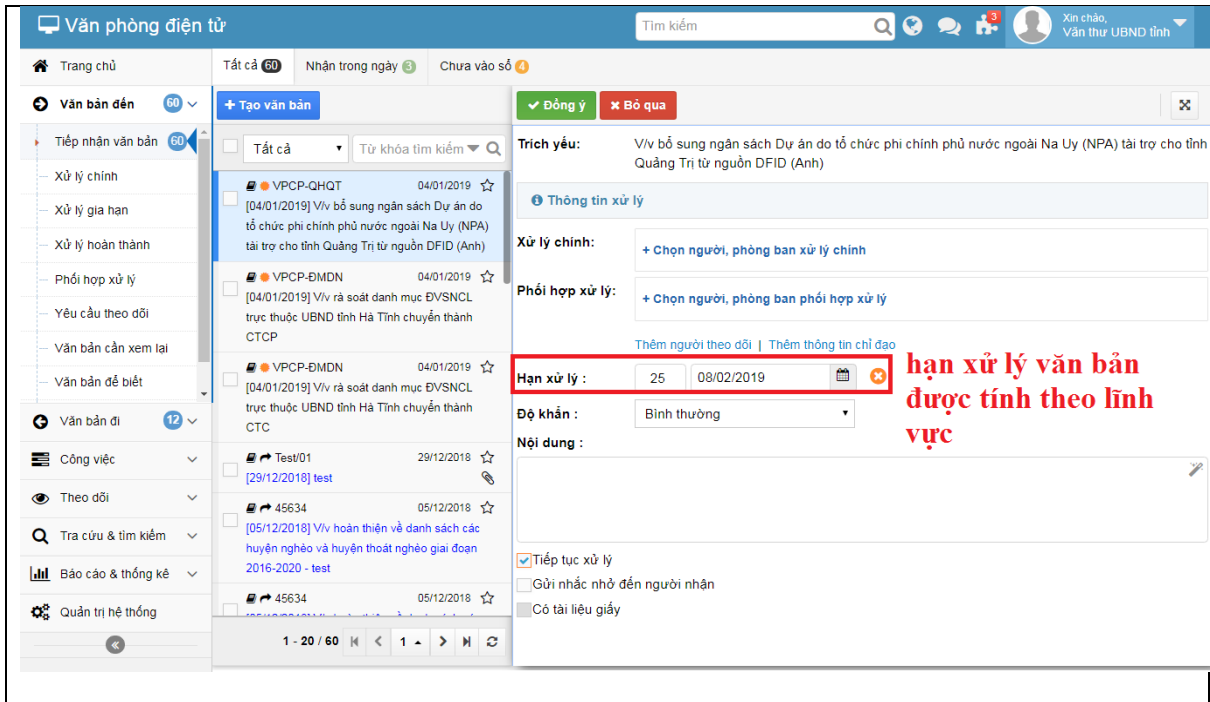 Văn phòng điện tử
Tìm kiếm
3
Xin chào,
Văn thư UBND tỉnh
Trang chủ
Văn bản đến 60
Tiếp nhận văn bản 60
Xử lý chính
Xử lý gia hạn
Xử lý hoàn thành
Phối hợp xử lý
Yêu cầu theo dõi
Văn bản cần xem lại
Văn bản để biết
Văn bản đi 12
Công việc
Theo dõi
Tra cứu & tìm kiếm
Báo cáo & thống kê
Quản trị hệ thống
Tất cả 60 Nhận trong ngày 3 Chưa vào sổ 4
+ Tạo văn bản
Tất cả Từ khóa tìm kiếm
VPCP-QHQT 04/01/2019
[04/01/2019] V/v bổ sung ngân sách Dự án do
tổ chức phi chính phủ nước ngoài Na Uy (NPA)
tài trợ cho tỉnh Quảng Trị từ nguồn DFID (Anh)
VPCP-ĐMDN 04/01/2019
[04/01/2019] V/v rà soát danh mục ĐVSNCL
trực thuộc UBND tỉnh Hà Tĩnh chuyển thành
CTCP
VPCP-ĐMDN 04/01/2019
[04/01/2019] V/v rà soát danh mục ĐVSNCL
trực thuộc UBND tỉnh Hà Tĩnh chuyển thành
CTC
Test/01 29/12/2018
[29/12/2018] test
45634 05/12/2018
[05/12/2018] V/v hoàn thiện về danh sách các
huyện nghèo và huyện thoát nghèo giai đoạn
2016-2020 - test
45634 05/12/2018
1 - 20 / 60 1
Đồng ý Bỏ qua
Trích yếu: V/v bổ sung ngân sách Dự án do tổ chức phi chính phủ nước ngoài Na Uy (NPA) tài trợ cho tỉnh
Quảng Trị từ nguồn DFID (Anh)
Thông tin xử lý
Xử lý chính: + Chọn người, phòng ban xử lý chính
Phối hợp xử lý: + Chọn người, phòng ban phối hợp xử lý
Thêm người theo dõi | Thêm thông tin chỉ đạo
Hạn xử lý : 25 08/02/2019
hạn xử lý văn bản
được tính theo lĩnh
vực
Độ khẩn : Bình thường
Nội dung :
Tiếp tục xử lý
Gửi nhắc nhở đến người nhận
Có tài liệu giấy